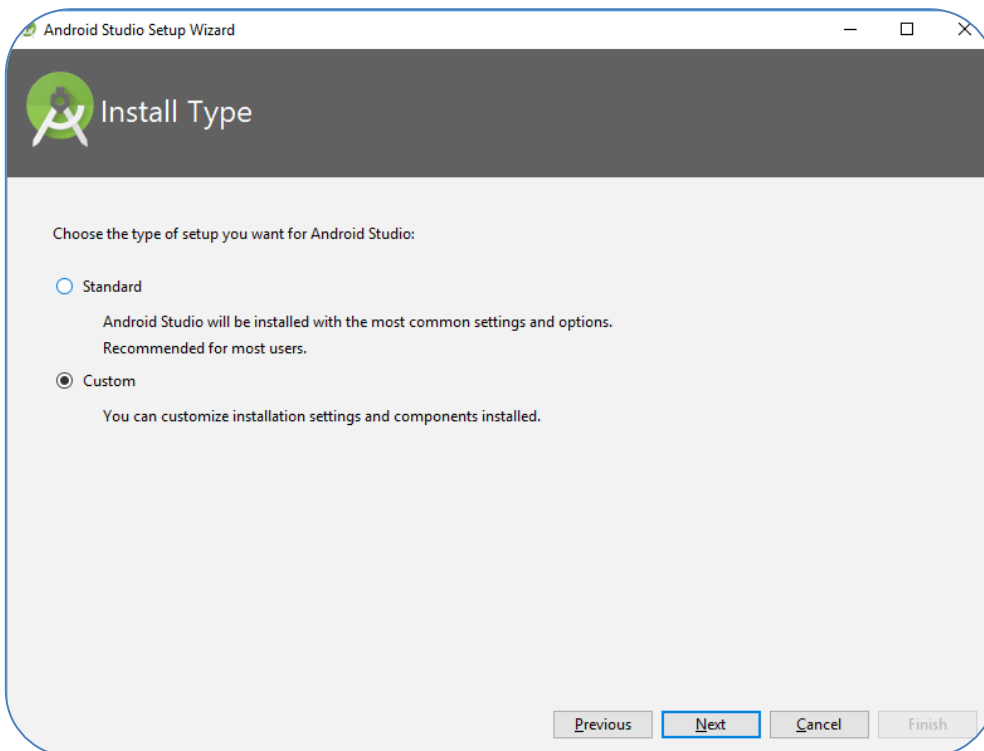 Android Studio Setup Wizard
Install Type
Choose the type of setup you want for Android Studio:
Standard
Android Studio will be installed with the most common settings and options.
Recommended for most users.
Custom
You can customize installation settings and components installed.
Previous Next Cancel Finish